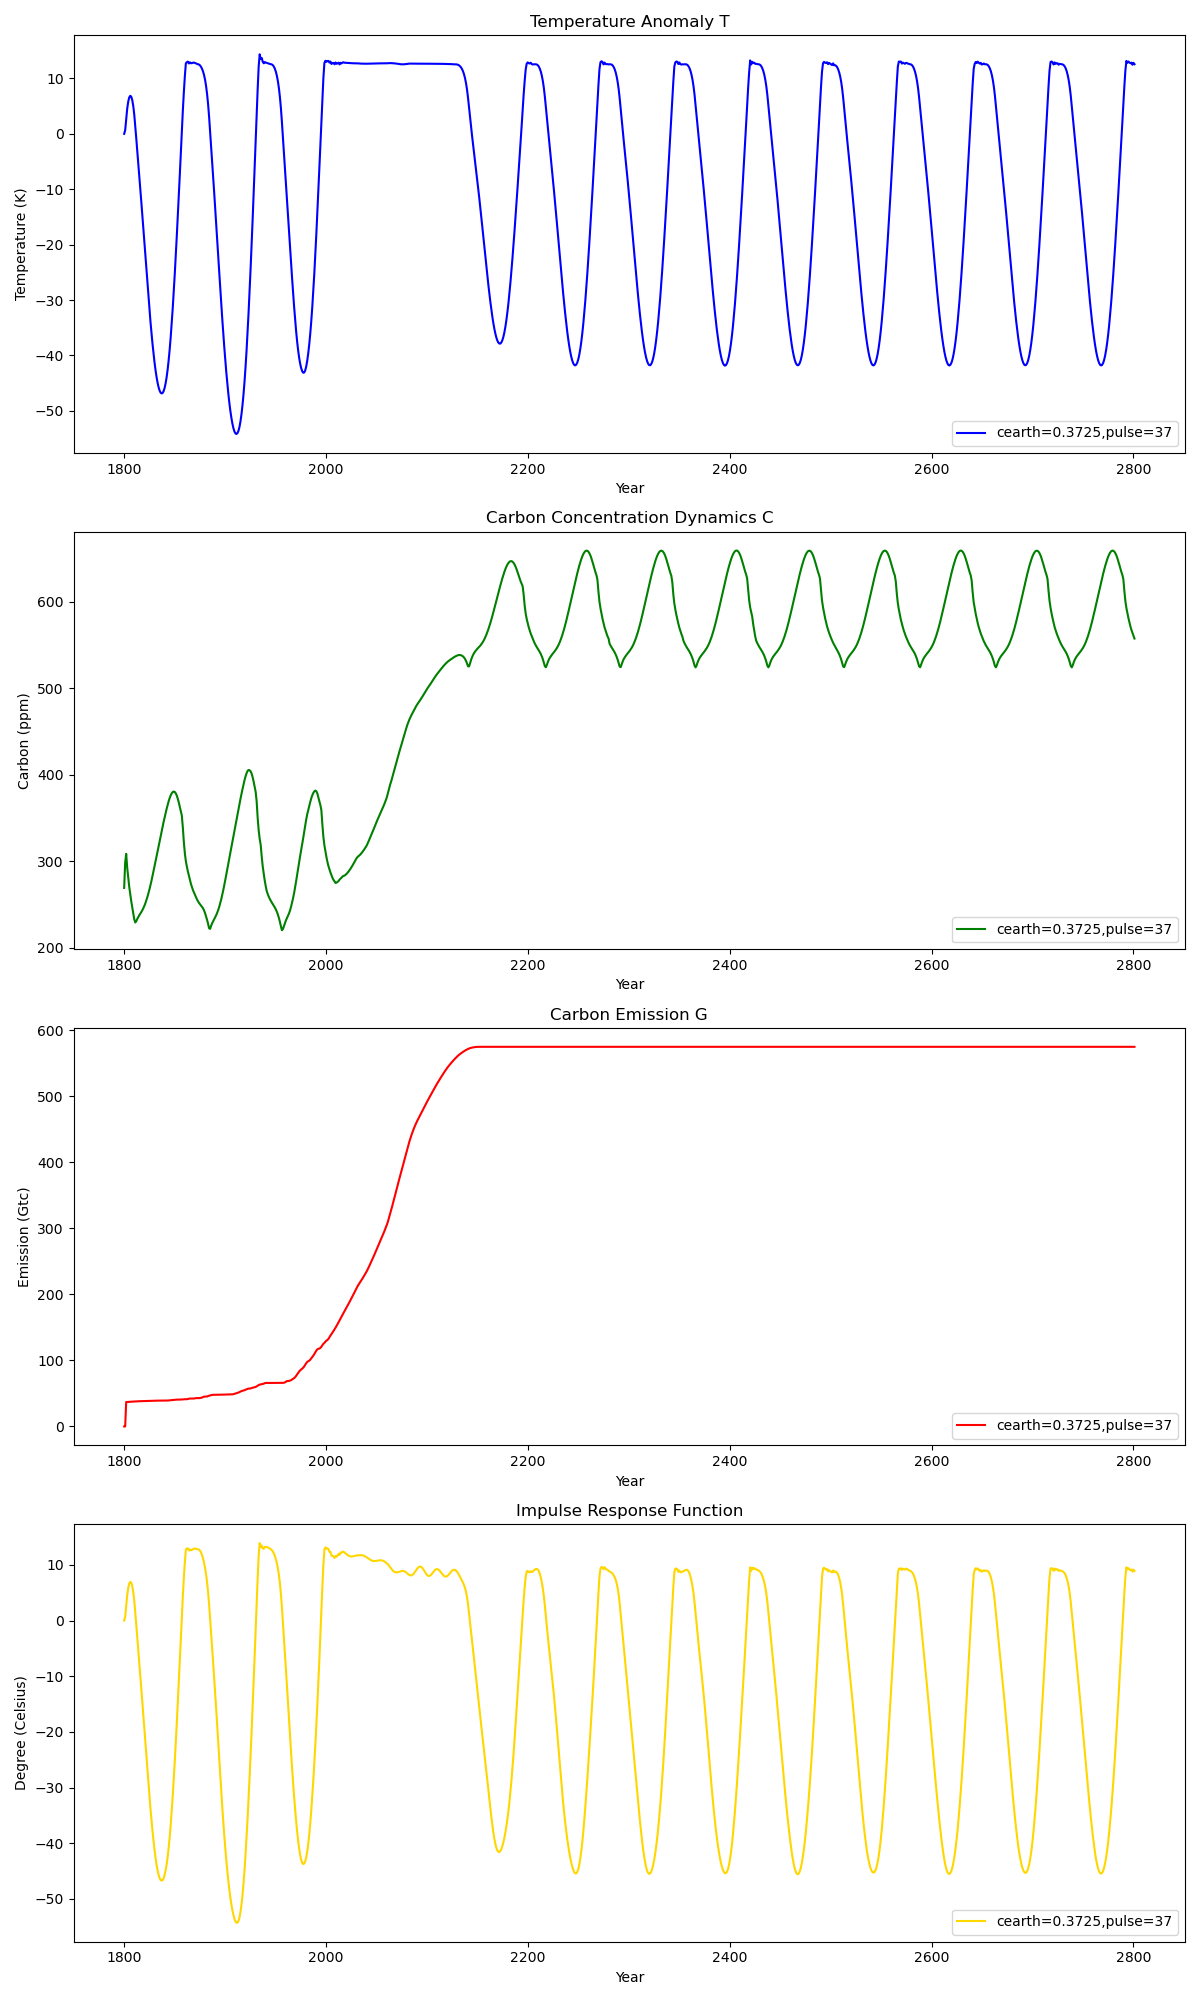 Temperature Anomaly T
10
0
−10
−20
−30
−40
−50
Temperature (K)
cearth=0.3725,pulse=37
1800 2000 2200 2400 2600 2800
Year
Carbon Concentration Dynamics C
600
500
400
300
200
Carbon (ppm)
cearth=0.3725,pulse=37
1800 2000 2200 2400 2600 2800
Year
Carbon Emission G
600
500
400
300
200
100
0
Emission (Gtc)
cearth=0.3725,pulse=37
1800 2000 2200 2400 2600 2800
Year
Impulse Response Function
10
0
−10
−20
−30
−40
−50
Degree (Celsius)
cearth=0.3725,pulse=37
1800 2000 2200 2400 2600 2800
Year